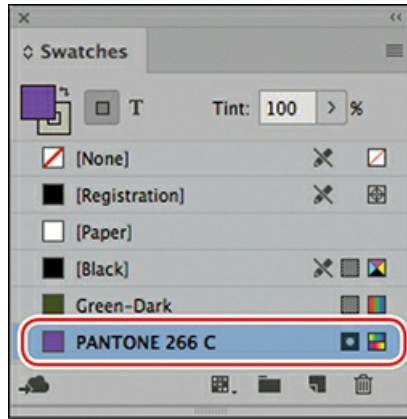 Swatches
T Tint: 100 %
[None]
[Registration]
[Paper]
[Black]
Green-Dark
PANTONE 266 C